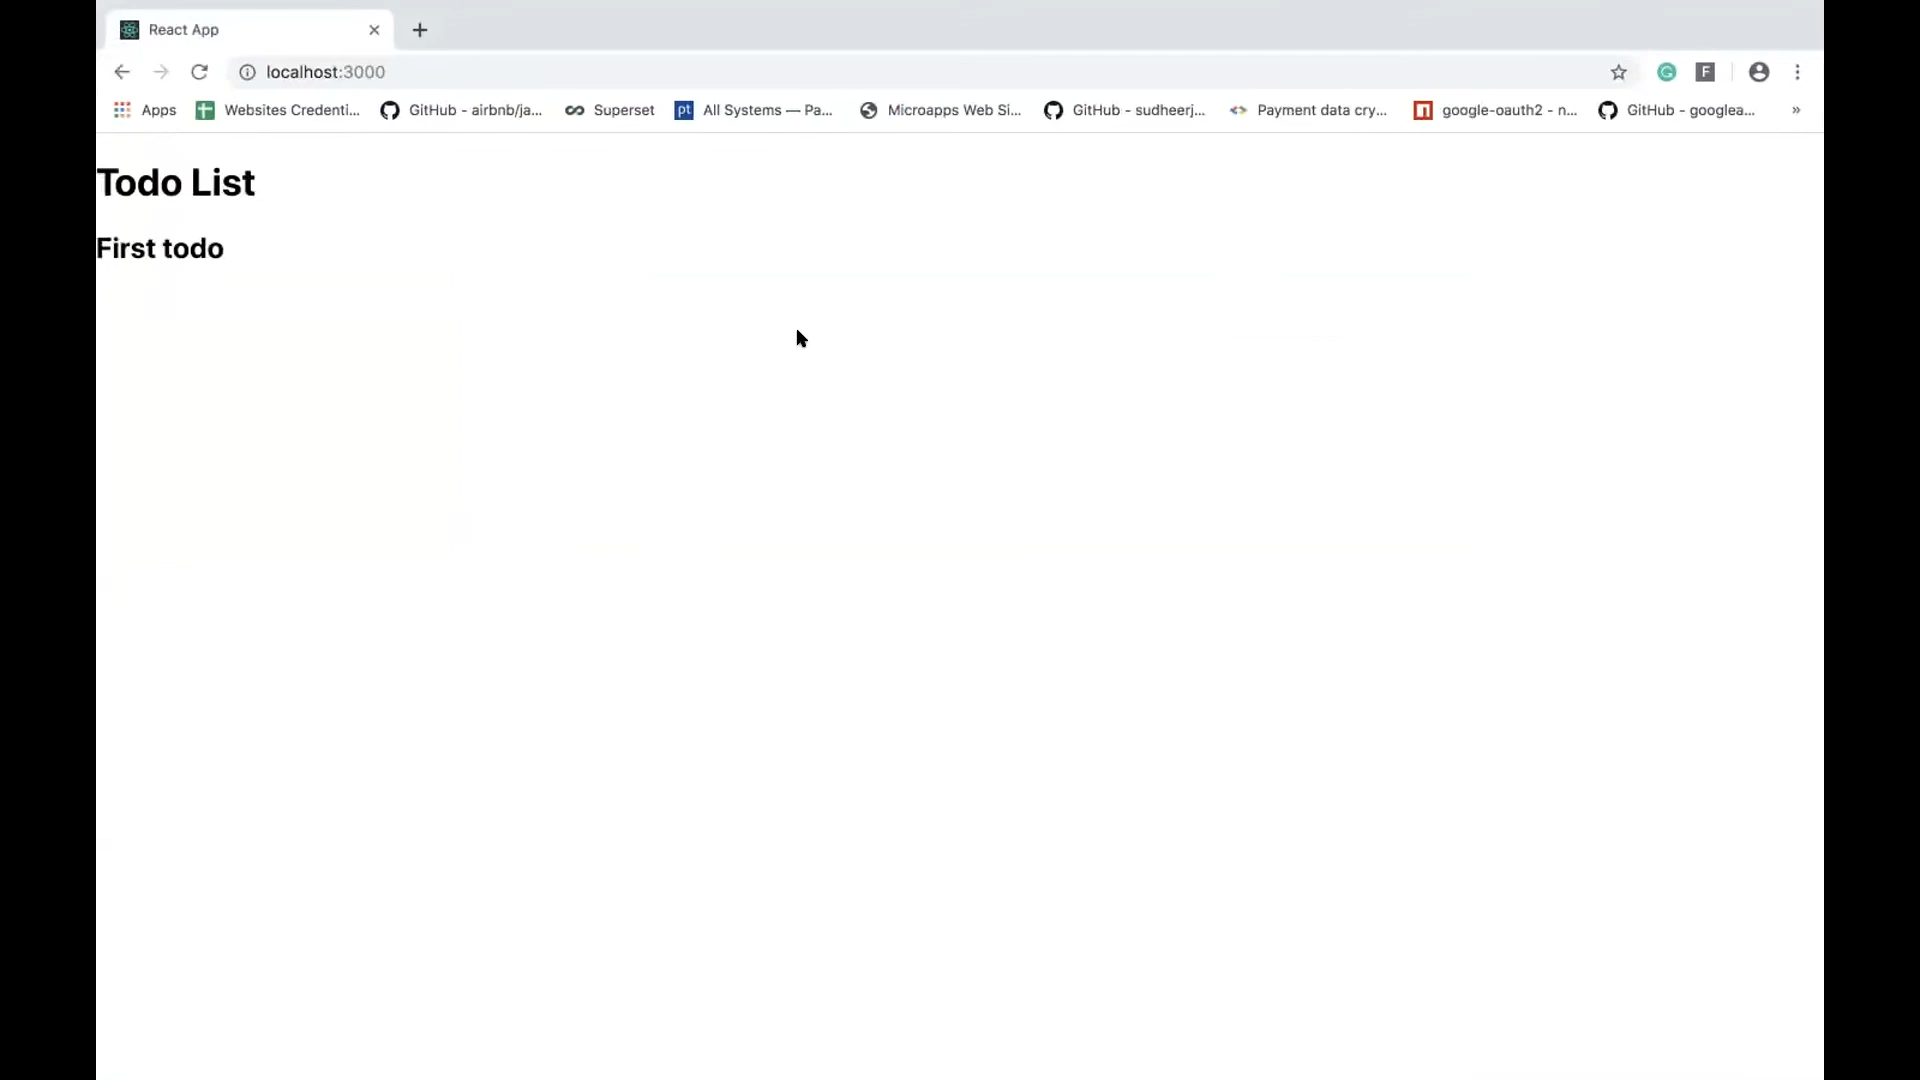 React App
localhost:3000
F
Apps Websites Credenti... GitHub - airbnb/ja... Superset pt All Systems — Pa... Microapps Web Si... GitHub - sudheerj... Payment data cry... google-oauth2 - n... GitHub - googlea... »
Todo List
First todo